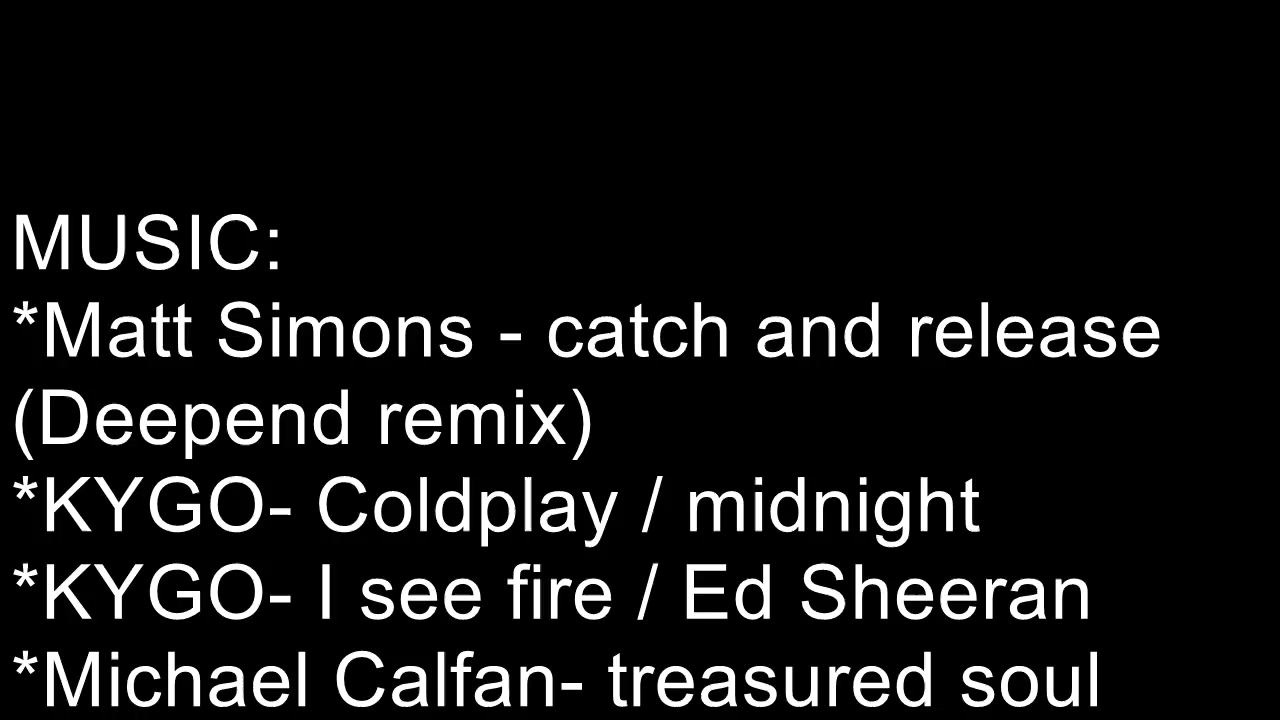 MUSIC:
*Matt Simons - catch and release
(Deepend remix)
*KYGO- Coldplay / midnight
*KYGO- I see fire / Ed Sheeran
*Michael Calfan- treasured soul